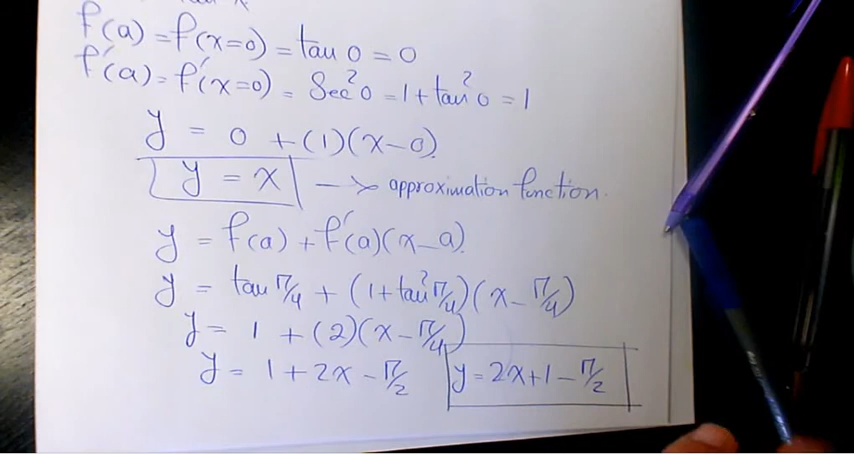 f(a) = f(x=0) = tan 0 = 0
f'(a) = f'(x=0) = Sec²0 = 1 + tan²0 = 1
y = 0 + (1)(x-0)
y = x → approximation function.
y = f(a) + f'(a)(x-a)
y = tan π/4 + (1+tan²π/4)(x - π/4)
y = 1 + (2)(x - π/4)
y = 1 + 2x - π/2 y = 2x+1-π/2